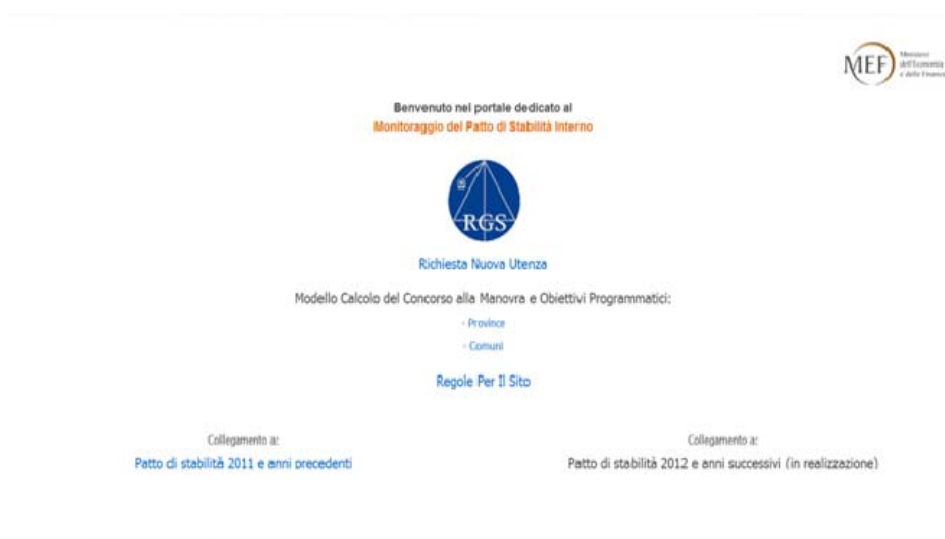 MEF
Ministero
dell'Economia
e delle Finanze
Benvenuto nel portale dedicato al
Monitoraggio del Patto di Stabilità Interno
RGS
Richiesta Nuova Utenza
Modello Calcolo del Concorso alla Manovra e Obiettivi Programmatici:
- Province
- Comuni
Regole Per Il Sito
Collegamento a:
Patto di stabilità 2011 e anni precedenti
Collegamento a:
Patto di stabilità 2012 e anni successivi (in realizzazione)